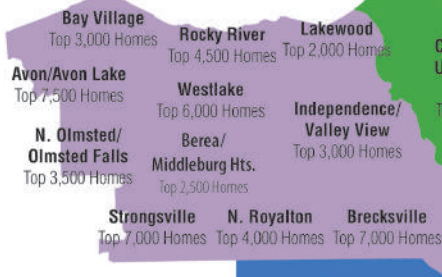 Bay Village
Top 3,000 Homes
Rocky River
Top 4,500 Homes
Lakewood
Top 2,000 Homes
Avon/Avon Lake
Top 7,500 Homes
Westlake
Top 6,000 Homes
Independence/
Valley View
Top 3,000 Homes
N. Olmsted/
Olmsted Falls
Top 3,500 Homes
Berea/
Middleburg Hts.
Top 2,500 Homes
Strongsville
Top 7,000 Homes
N. Royalton
Top 4,000 Homes
Brecksville
Top 7,000 Homes